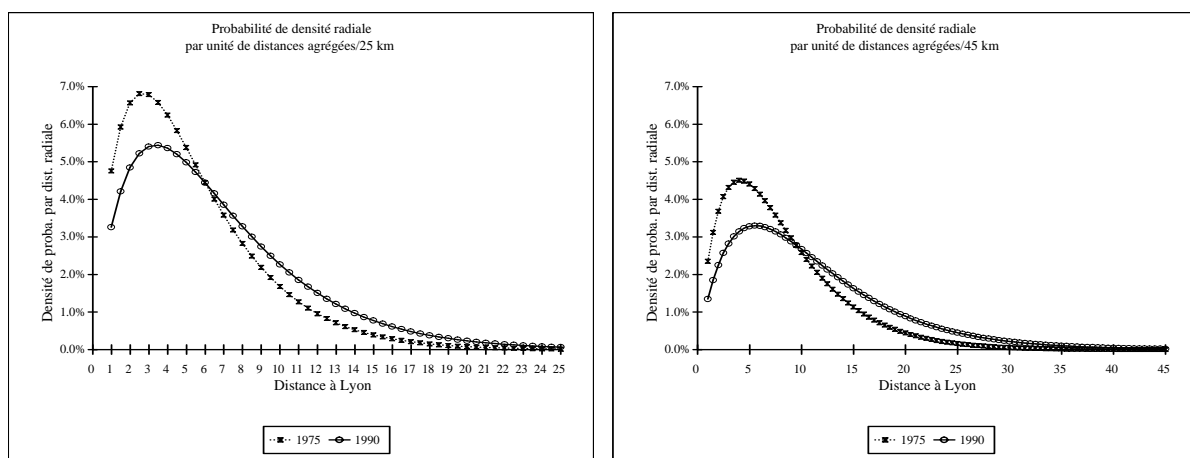 Probabilité de densité radiale
par unité de distances agrégées/25 km
Densité de proba. par dist. radiale
7.0%
6.0%
5.0%
4.0%
3.0%
2.0%
1.0%
0.0%
0 1 2 3 4 5 6 7 8 9 10 11 12 13 14 15 16 17 18 19 20 21 22 23 24 25
Distance à Lyon
1975 1990
Probabilité de densité radiale
par unité de distances agrégées/45 km
Densité de proba. par dist. radiale
7.0%
6.0%
5.0%
4.0%
3.0%
2.0%
1.0%
0.0%
0 5 10 15 20 25 30 35 40 45
Distance à Lyon
1975 1990